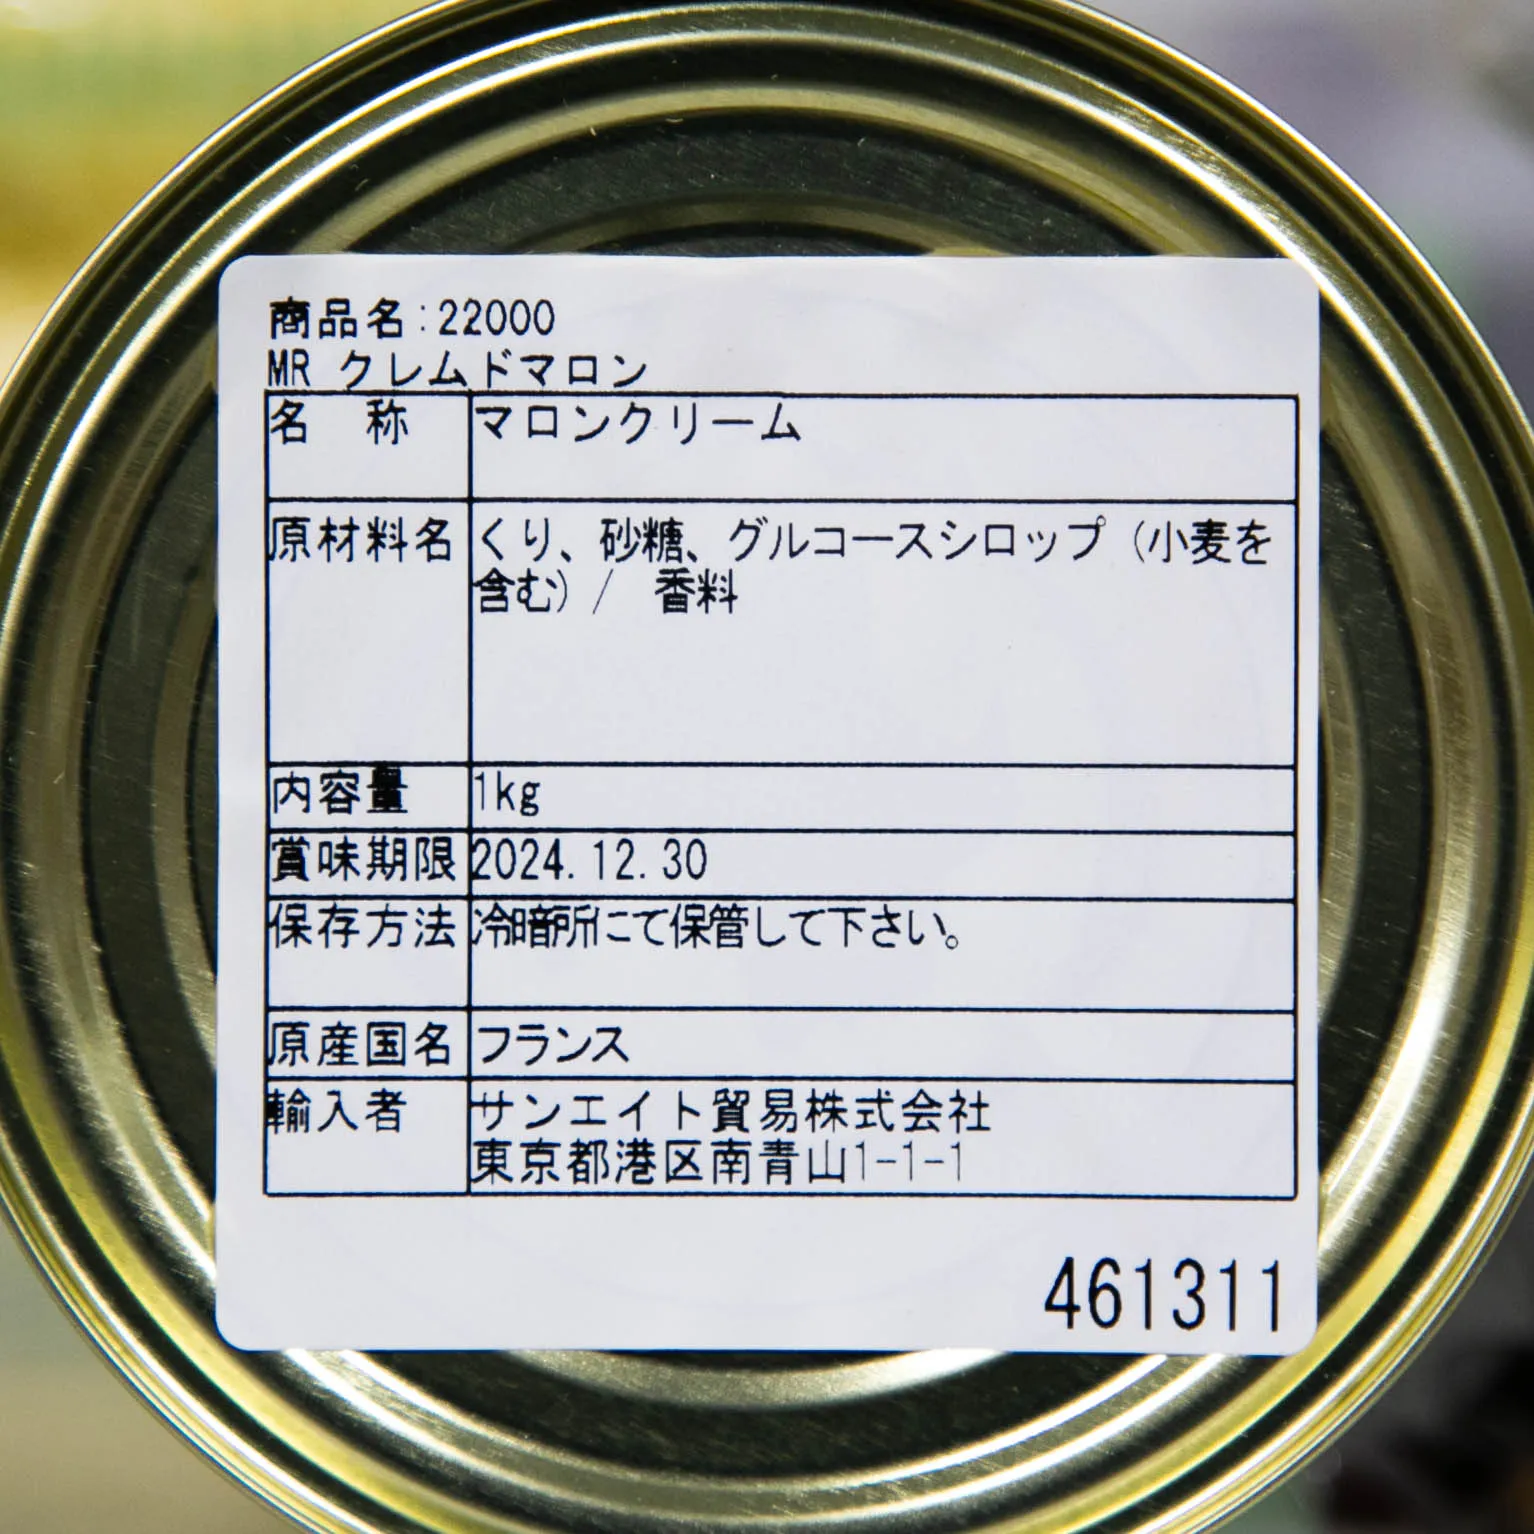 商品名:22000
MR クレムドマロン
名　称 マロンクリーム
原材料名 くり、砂糖、グルコースシロップ（小麦を
含む）/　香料
内容量 1kg
賞味期限 2024.12.30
保存方法 冷暗所にて保管して下さい。
原産国名 フランス
輸入者 サンエイト貿易株式会社
東京都港区南青山1-1-1
461311